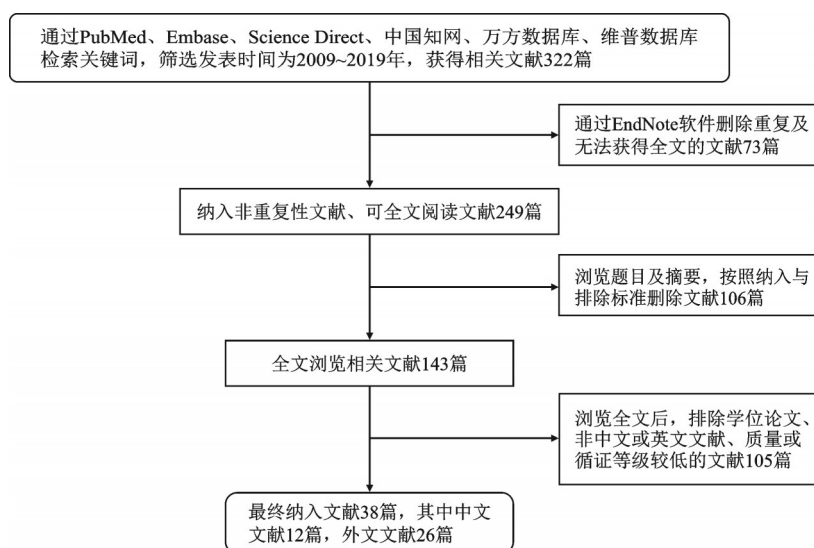 通过PubMed、Embase、Science Direct、中国知网、万方数据库、维普数据库
检索关键词，筛选发表时间为2009~2019年，获得相关文献322篇
通过EndNote软件删除重复及
无法获得全文的文献73篇
纳入非重复性文献、可全文阅读文献249篇
浏览题目及摘要，按照纳入与
排除标准删除文献106篇
全文浏览相关文献143篇
浏览全文后，排除学位论文、
非中文或英文文献、质量或
循证等级较低的文献105篇
最终纳入文献38篇，其中中文
文献12篇，外文文献26篇